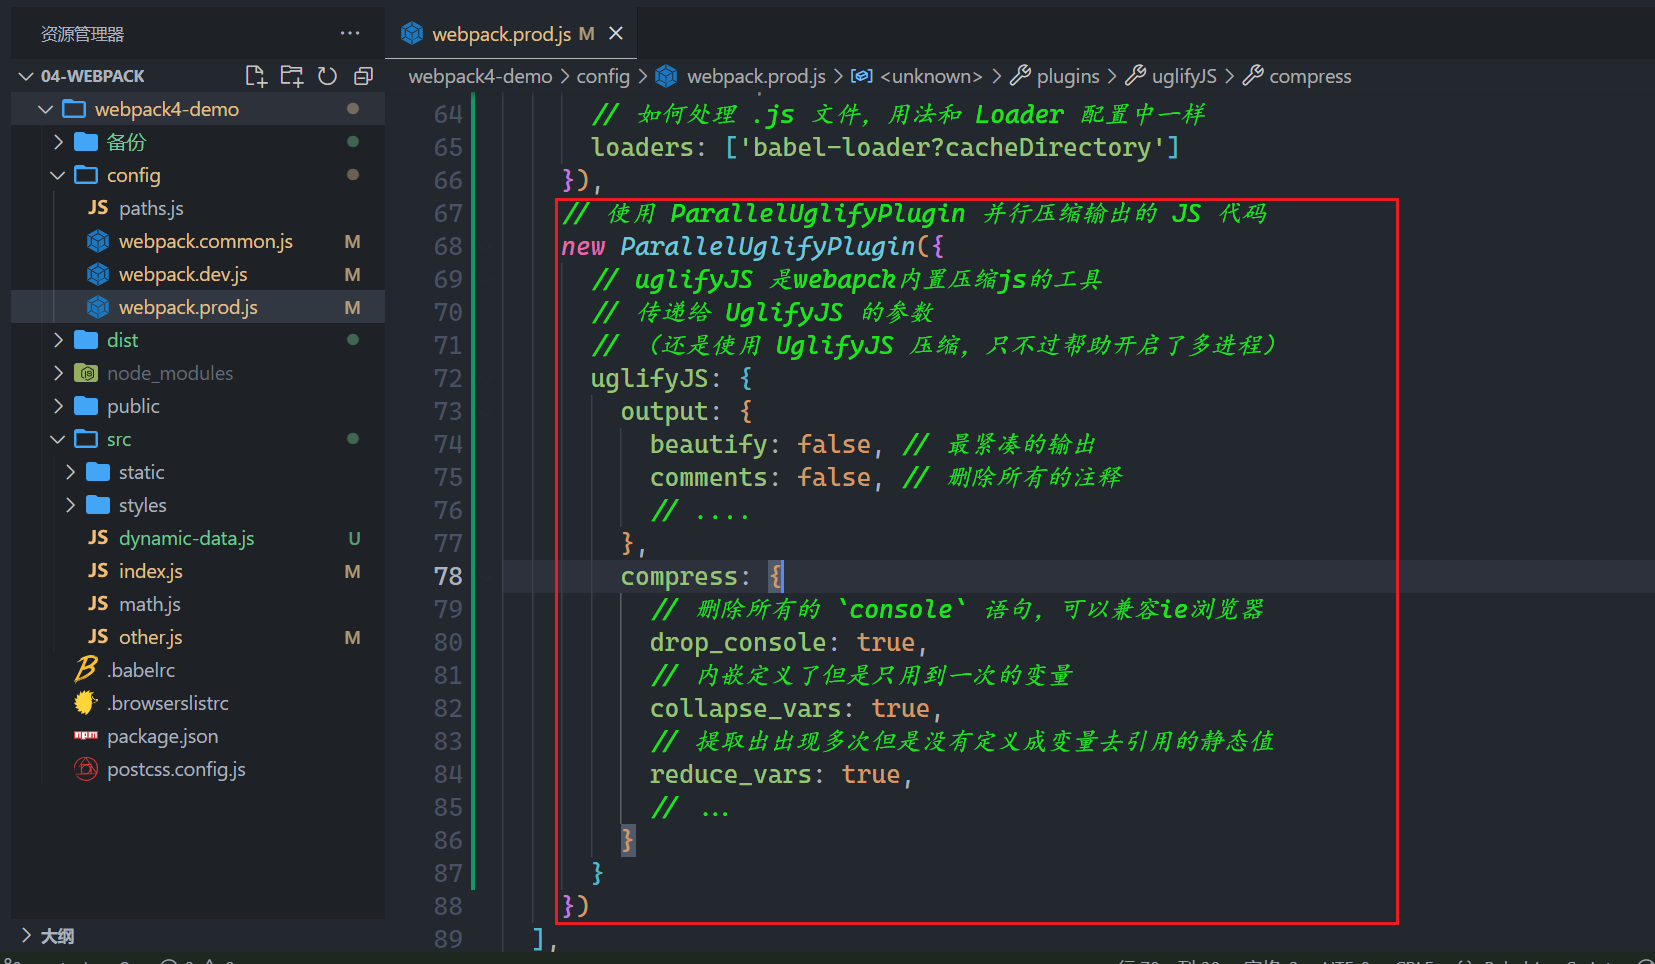 资源管理器
···
webpack.prod.js M
04-WEBPACK
webpack4-demo > config > webpack.prod.js > <unknown> > plugins > uglifyJS > compress
webpack4-demo
备份
config
paths.js
webpack.common.js M
webpack.dev.js M
webpack.prod.js M
dist
node_modules
public
src
static
styles
JS dynamic-data.js U
JS index.js M
JS math.js
JS other.js M
.babelrc
.browserslistrc
package.json
postcss.config.js
大纲
64 // 如何处理 .js 文件, 用法和 Loader 配置中一样
65 loaders: ['babel-loader?cacheDirectory']
66 }),
67 // 使用 ParallelUglifyPlugin 并行压缩输出的 JS 代码
68 new ParallelUglifyPlugin({
69 // uglifyJS 是webapck内置压缩js的工具
70 // 传递给 UglifyJS 的参数
71 // （还是使用 UglifyJS 压缩, 只不过帮助开启了多进程）
72 uglifyJS: {
73 output: {
74 beautify: false, // 最紧凑的输出
75 comments: false, // 删除所有的注释
76 // ....
77 },
78 compress: {
79 // 删除所有的 `console` 语句, 可以兼容ie浏览器
80 drop_console: true,
81 // 内嵌定义了但是只用到一次的变量
82 collapse_vars: true,
83 // 提取出出现多次但是没有定义成变量去引用的静态值
84 reduce_vars: true,
85 // ...
86 }
87 }
88 })
89 ],